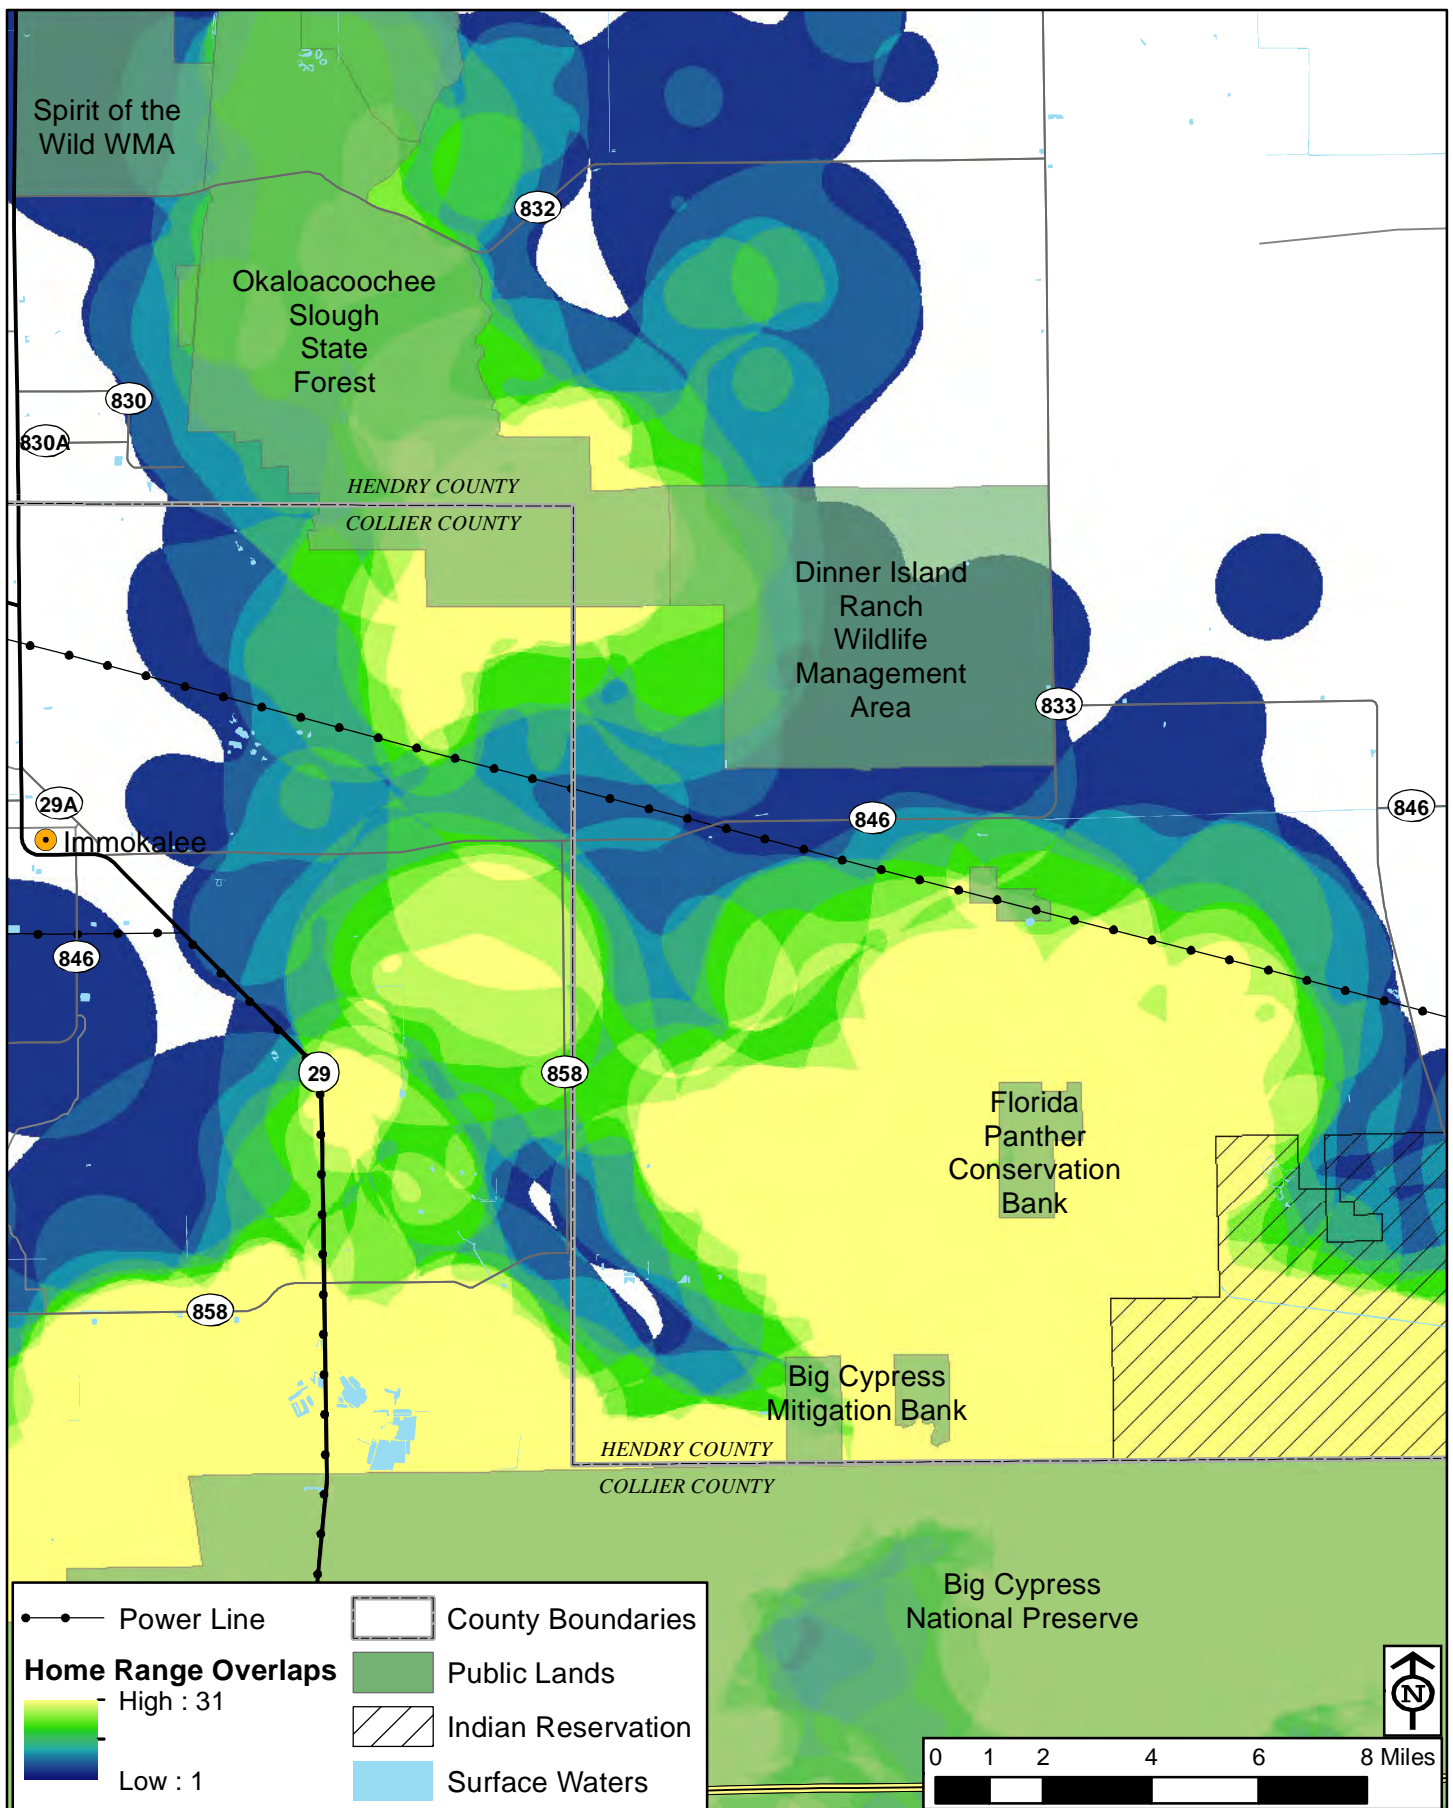 Spirit of the
Wild WMA
832
Okaloacoochee
Slough
State
Forest
830
830A
HENDRY COUNTY
COLLIER COUNTY
Dinner Island
Ranch
Wildlife
Management
Area
833
29A
846
846
Immokalee
846
29
858
Florida
Panther
Conservation
Bank
858
Big Cypress
Mitigation Bank
HENDRY COUNTY
COLLIER COUNTY
Big Cypress
National Preserve
Power Line
Home Range Overlaps
High : 31
Low : 1
County Boundaries
Public Lands
Indian Reservation
Surface Waters
N
0 1 2 4 6 8 Miles